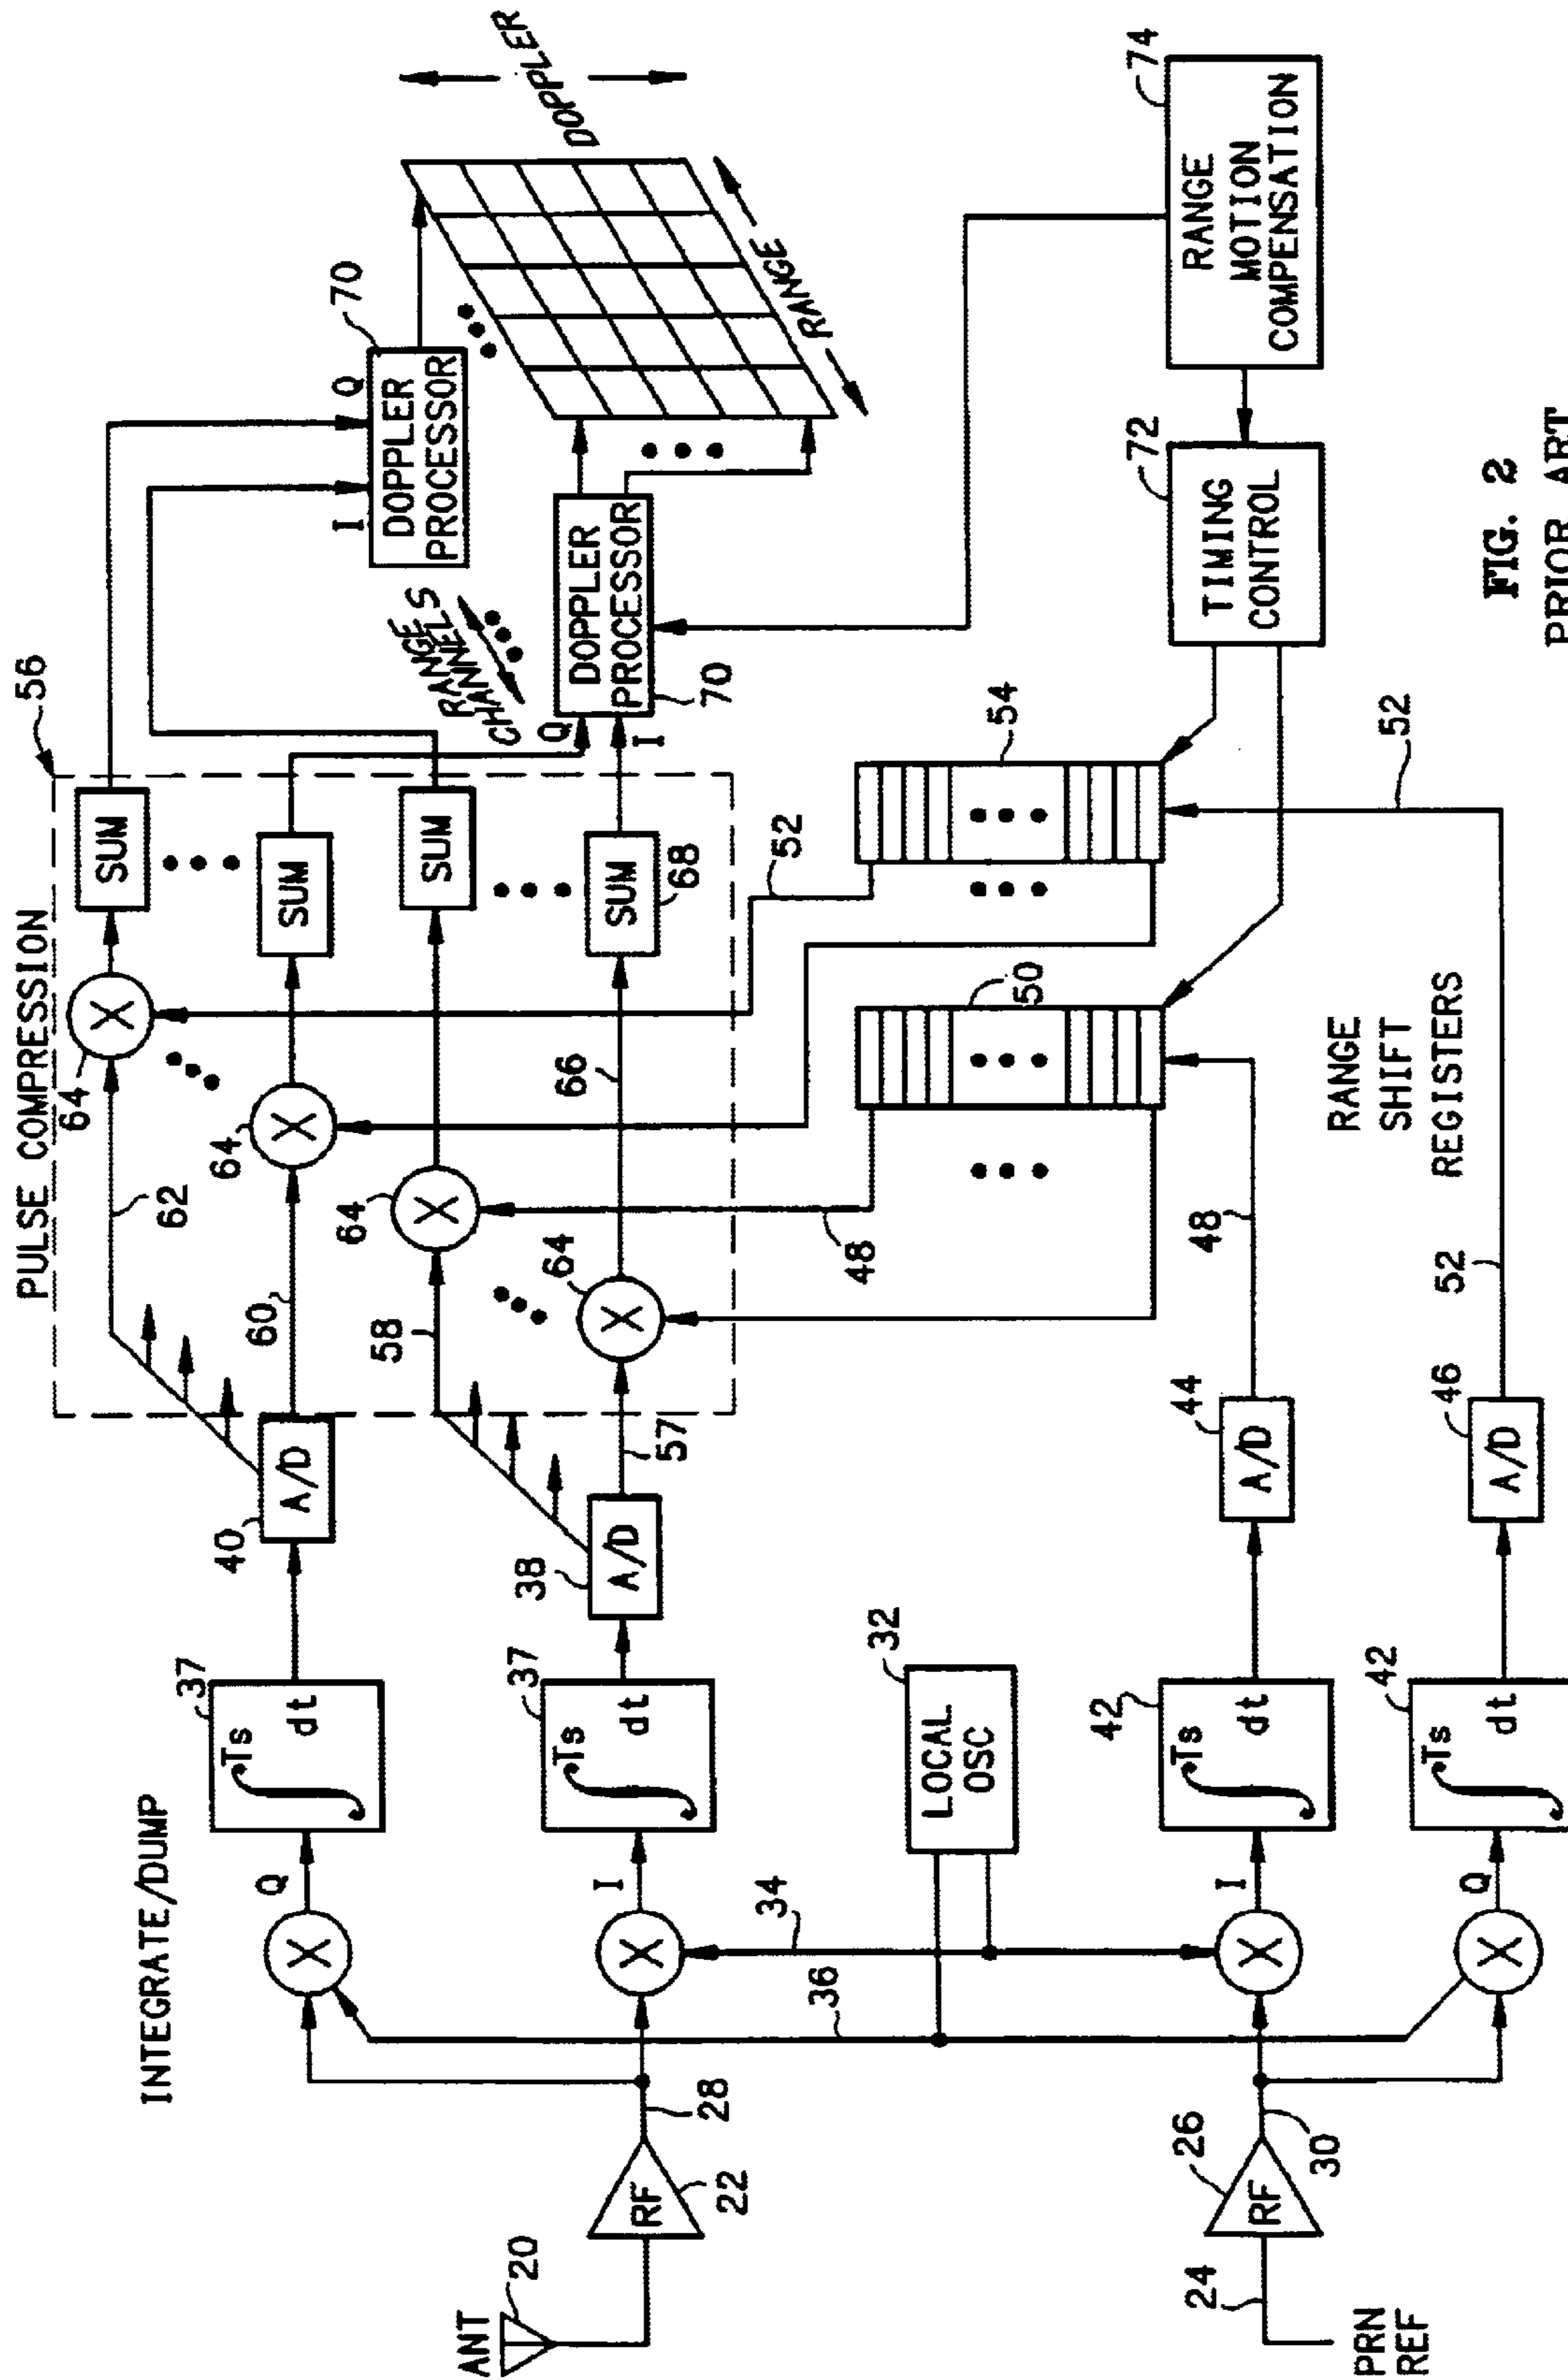 INTEGRATE/DUMP
PULSE COMPRESSION
56
ANT
20
RF
22
28
Q
I
∫Ts dt
37
∫Ts dt
37
A/D
40
A/D
38
62
60
58
57
X
X
X
64
X
64
X
64
X
64
66
SUM
SUM
SUM
SUM
68
36
34
LOCAL
OSC
32
RANGE
CHANNELS
I
Q
DOPPLER
PROCESSOR
70
Q
I
DOPPLER
PROCESSOR
70
DOPPLER
RANGE
48
50
52
54
PRN
REF
24
RF
26
30
X
X
I
Q
∫Ts dt
42
∫Ts dt
42
A/D
44
A/D
46
48
52
52
RANGE
SHIFT
REGISTERS
TIMING
CONTROL
72
RANGE
MOTION
COMPENSATION
74
FIG. 2
PRIOR ART